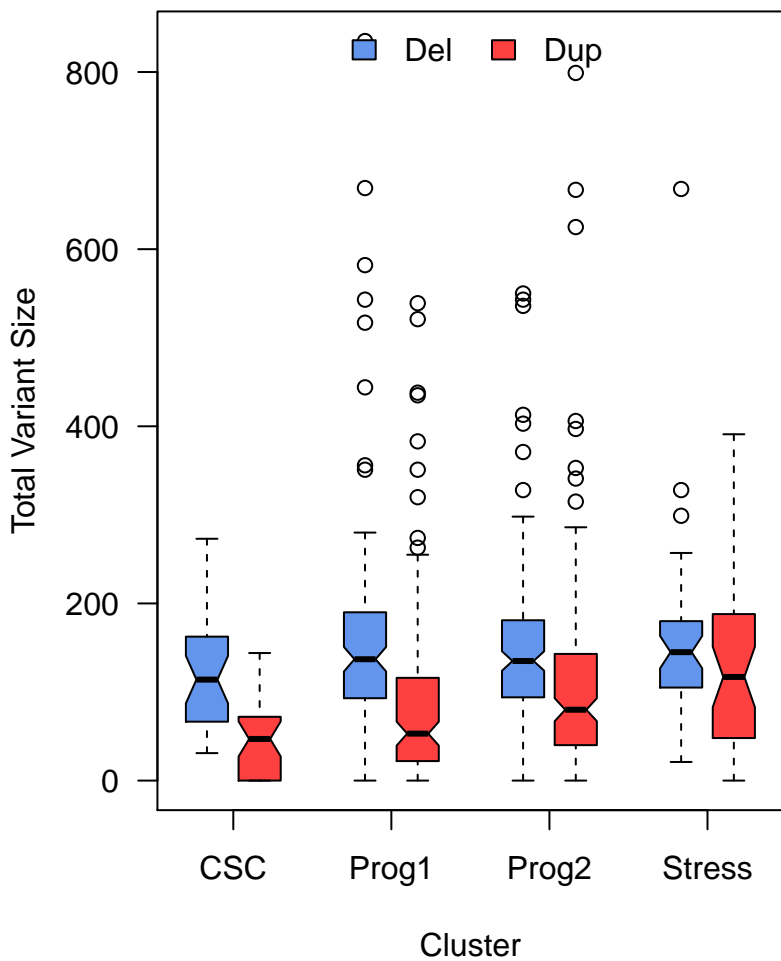 Del Dup
800
600
400
200
0
Total Variant Size
CSC Prog1 Prog2 Stress
Cluster